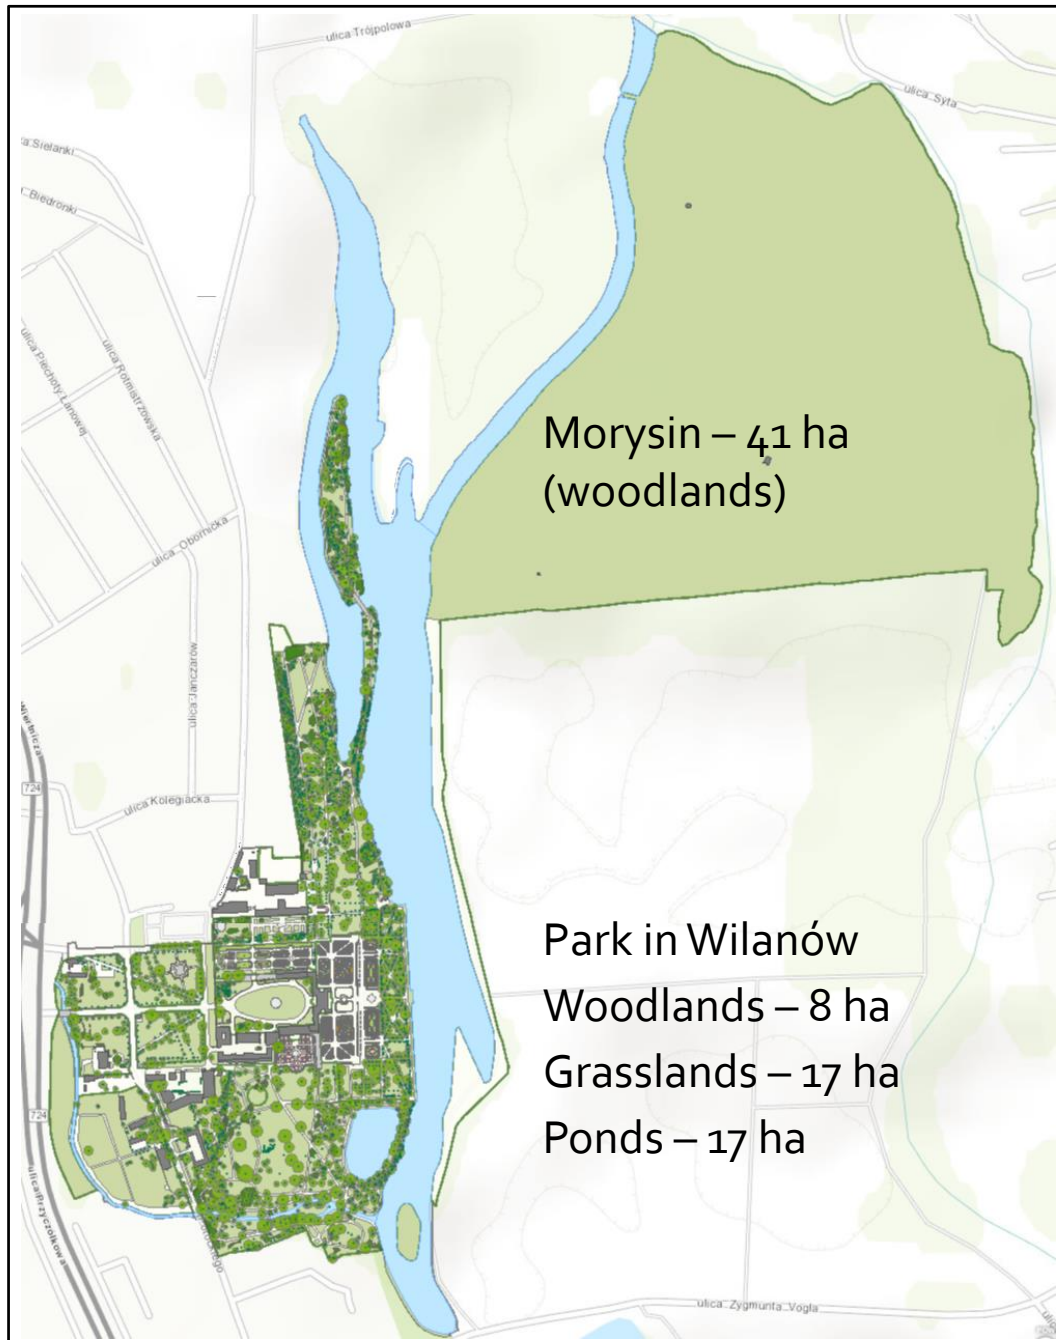 ulica Trójpolowa
ulica Syta
Sielanki
Biedronki
ulica Piechoty Łanowej
ulica Rotmistrzowska
Morysin – 41 ha
(woodlands)
ulica Obornicka
ulica Janczarów
Wiertnicza
724
ulica Kolegiacka
Park in Wilanów
Woodlands – 8 ha
Grasslands – 17 ha
Ponds – 17 ha
724
ulica Przyczółkowa
ulica Zygmunta Vogla